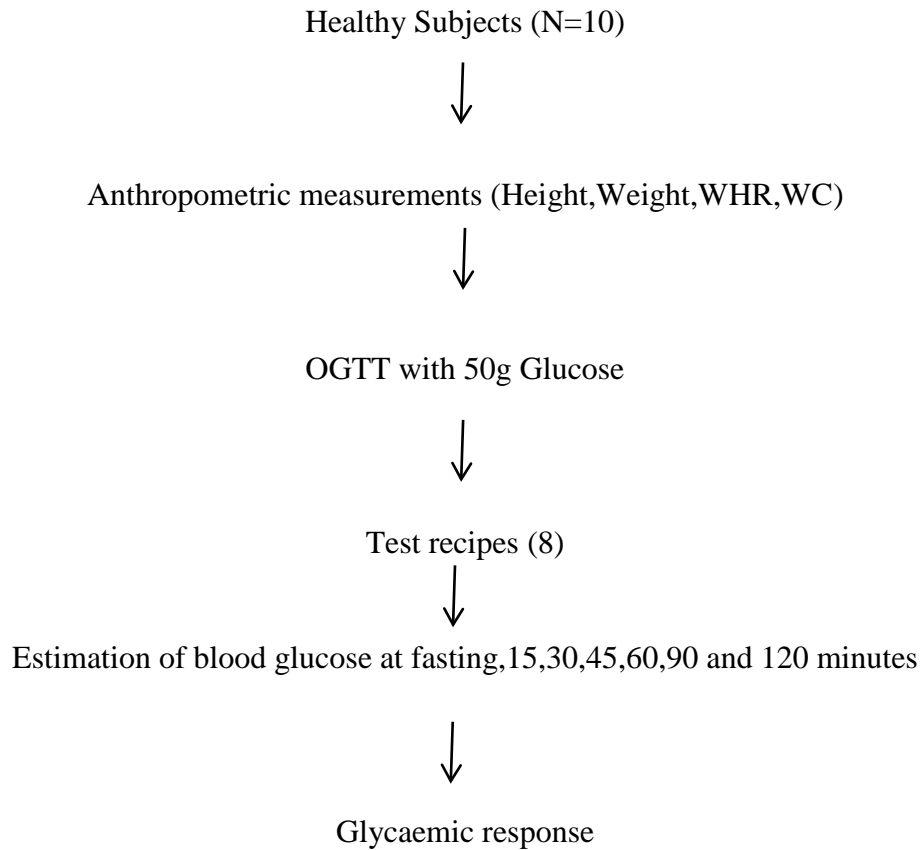 Healthy Subjects (N=10)
Anthropometric measurements (Height,Weight,WHR,WC)
OGTT with 50g Glucose
Test recipes (8)
Estimation of blood glucose at fasting,15,30,45,60,90 and 120 minutes
Glycaemic response